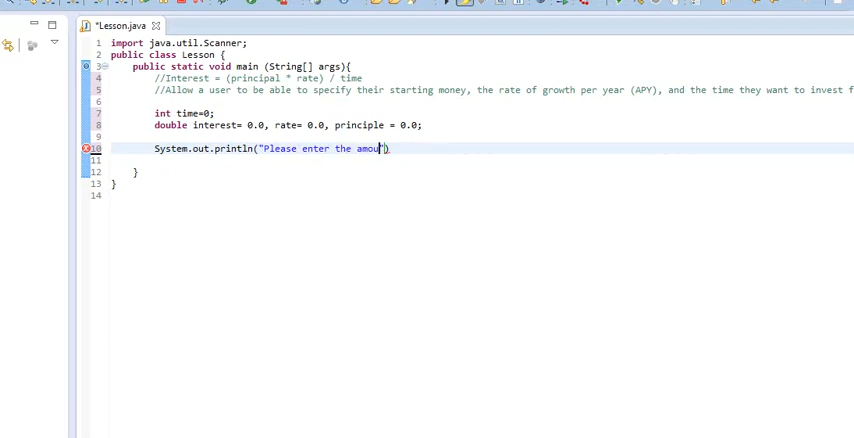 *Lesson.java
1 import java.util.Scanner;
2 public class Lesson {
3 public static void main (String[] args){
4 //Interest = (principal * rate) / time
5 //Allow a user to be able to specify their starting money, the rate of growth per year (APY), and the time they want to invest f
6
7 int time=0;
8 double interest= 0.0, rate= 0.0, principle = 0.0;
9
10 System.out.println("Please enter the amou")
11
12 }
13 }
14